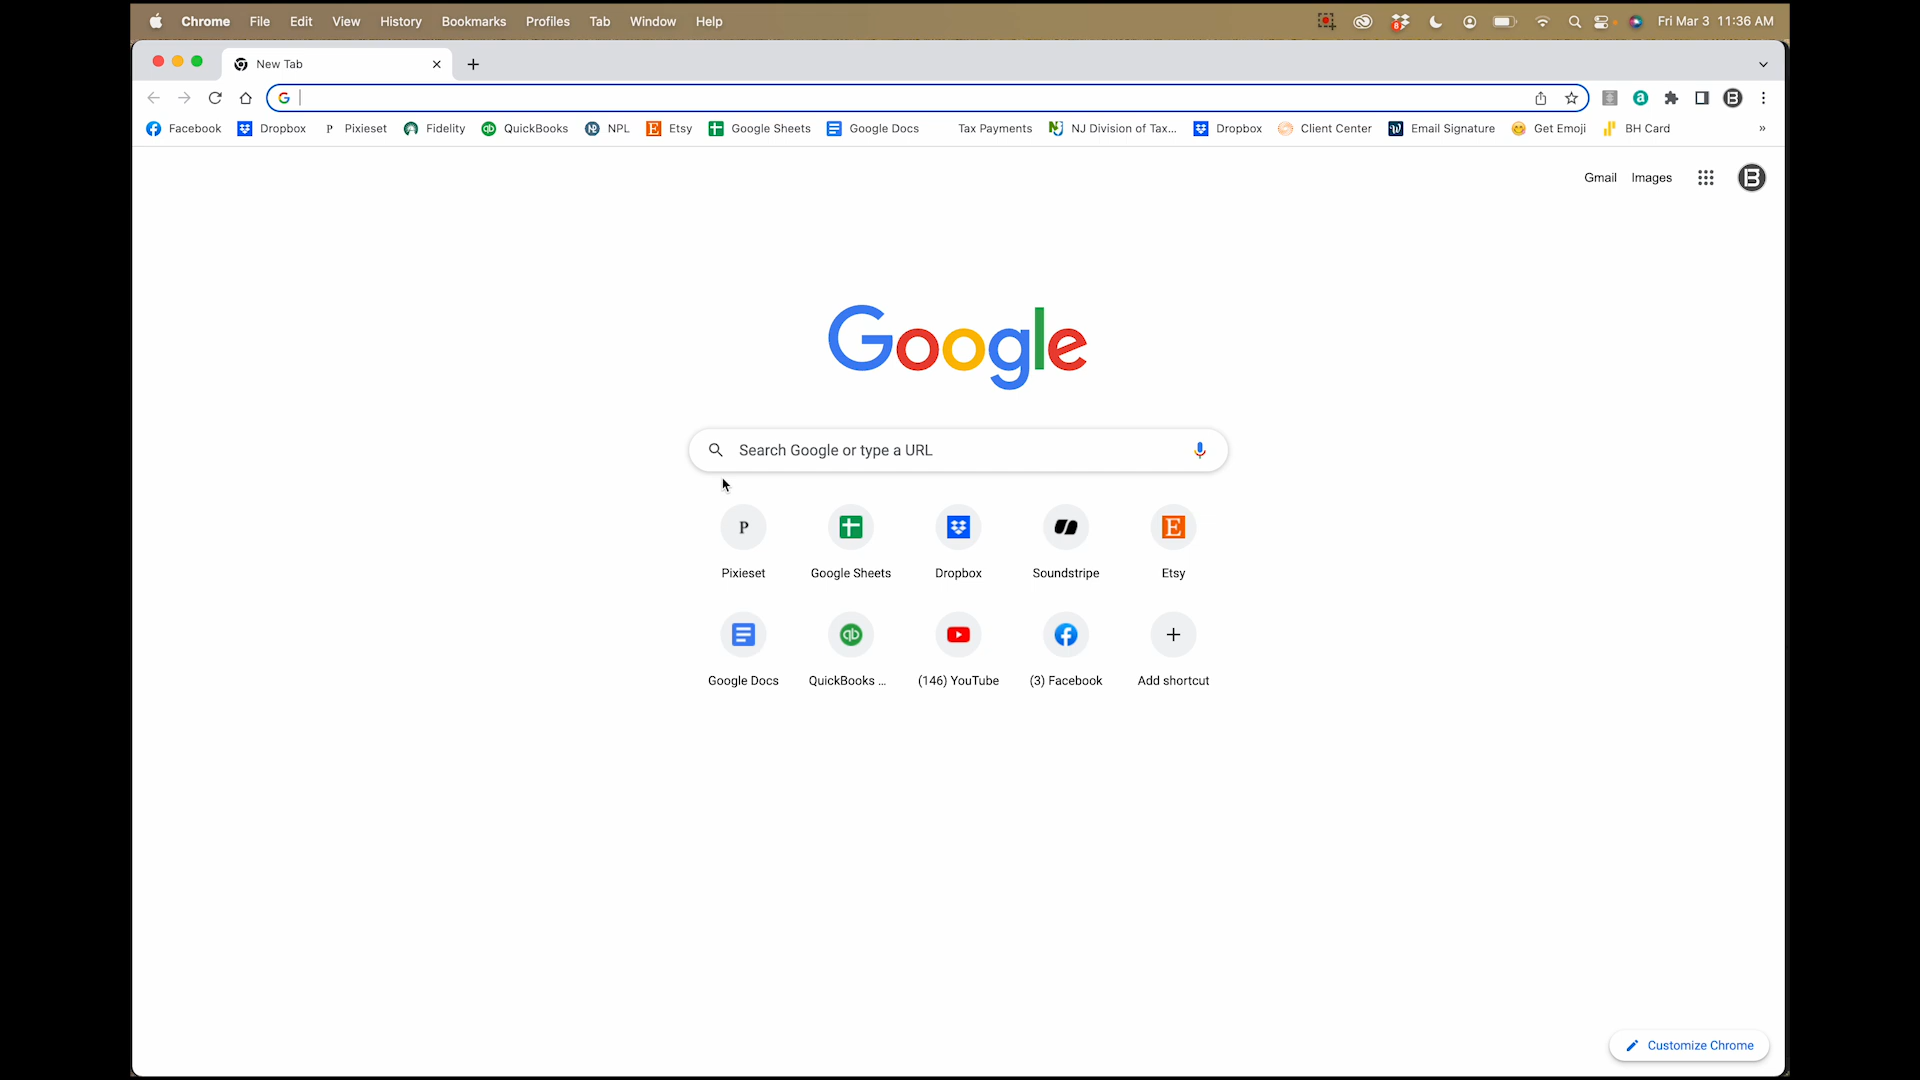 Chrome File Edit View History Bookmarks Profiles Tab Window Help 8 Fri Mar 3 11:36 AM
New Tab
G a B
Facebook Dropbox P Pixieset Fidelity qb QuickBooks NPL E Etsy Google Sheets Google Docs Tax Payments NJ Division of Tax... Dropbox Client Center W Email Signature Get Emoji BH Card »
Gmail Images B
Google
Search Google or type a URL
P E
Pixieset Google Sheets Dropbox Soundstripe Etsy
qb
Google Docs QuickBooks ... (146) YouTube (3) Facebook Add shortcut
Customize Chrome